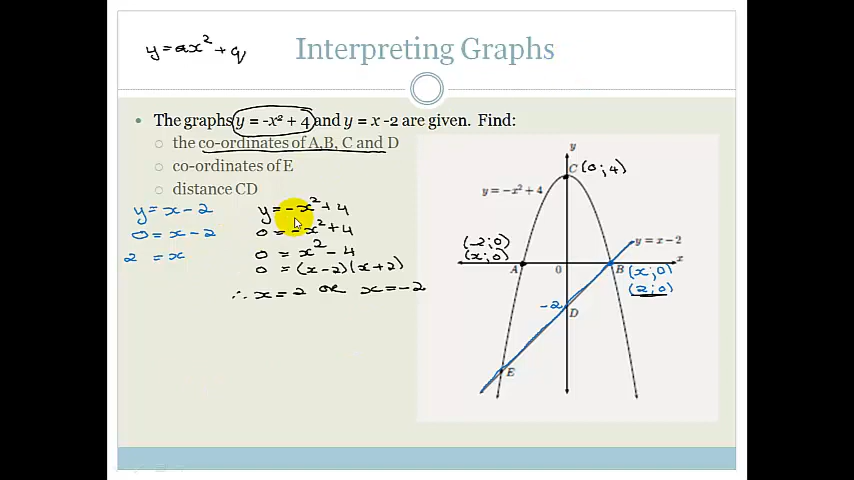 y = ax² + q
Interpreting Graphs
The graphs y = -x² + 4 and y = x -2 are given. Find:
the co-ordinates of A,B, C and D
co-ordinates of E
distance CD
y = x - 2
0 = x - 2
2 = x
y = -x² + 4
0 = -x² + 4
0 = x² - 4
0 = (x-2)(x+2)
∴ x = 2 or x = -2
y
C (0;4)
y = -x² + 4
(-2;0)
(x;0)
y = x - 2
A
0
B
x
(x;0)
(2;0)
-2
D
E